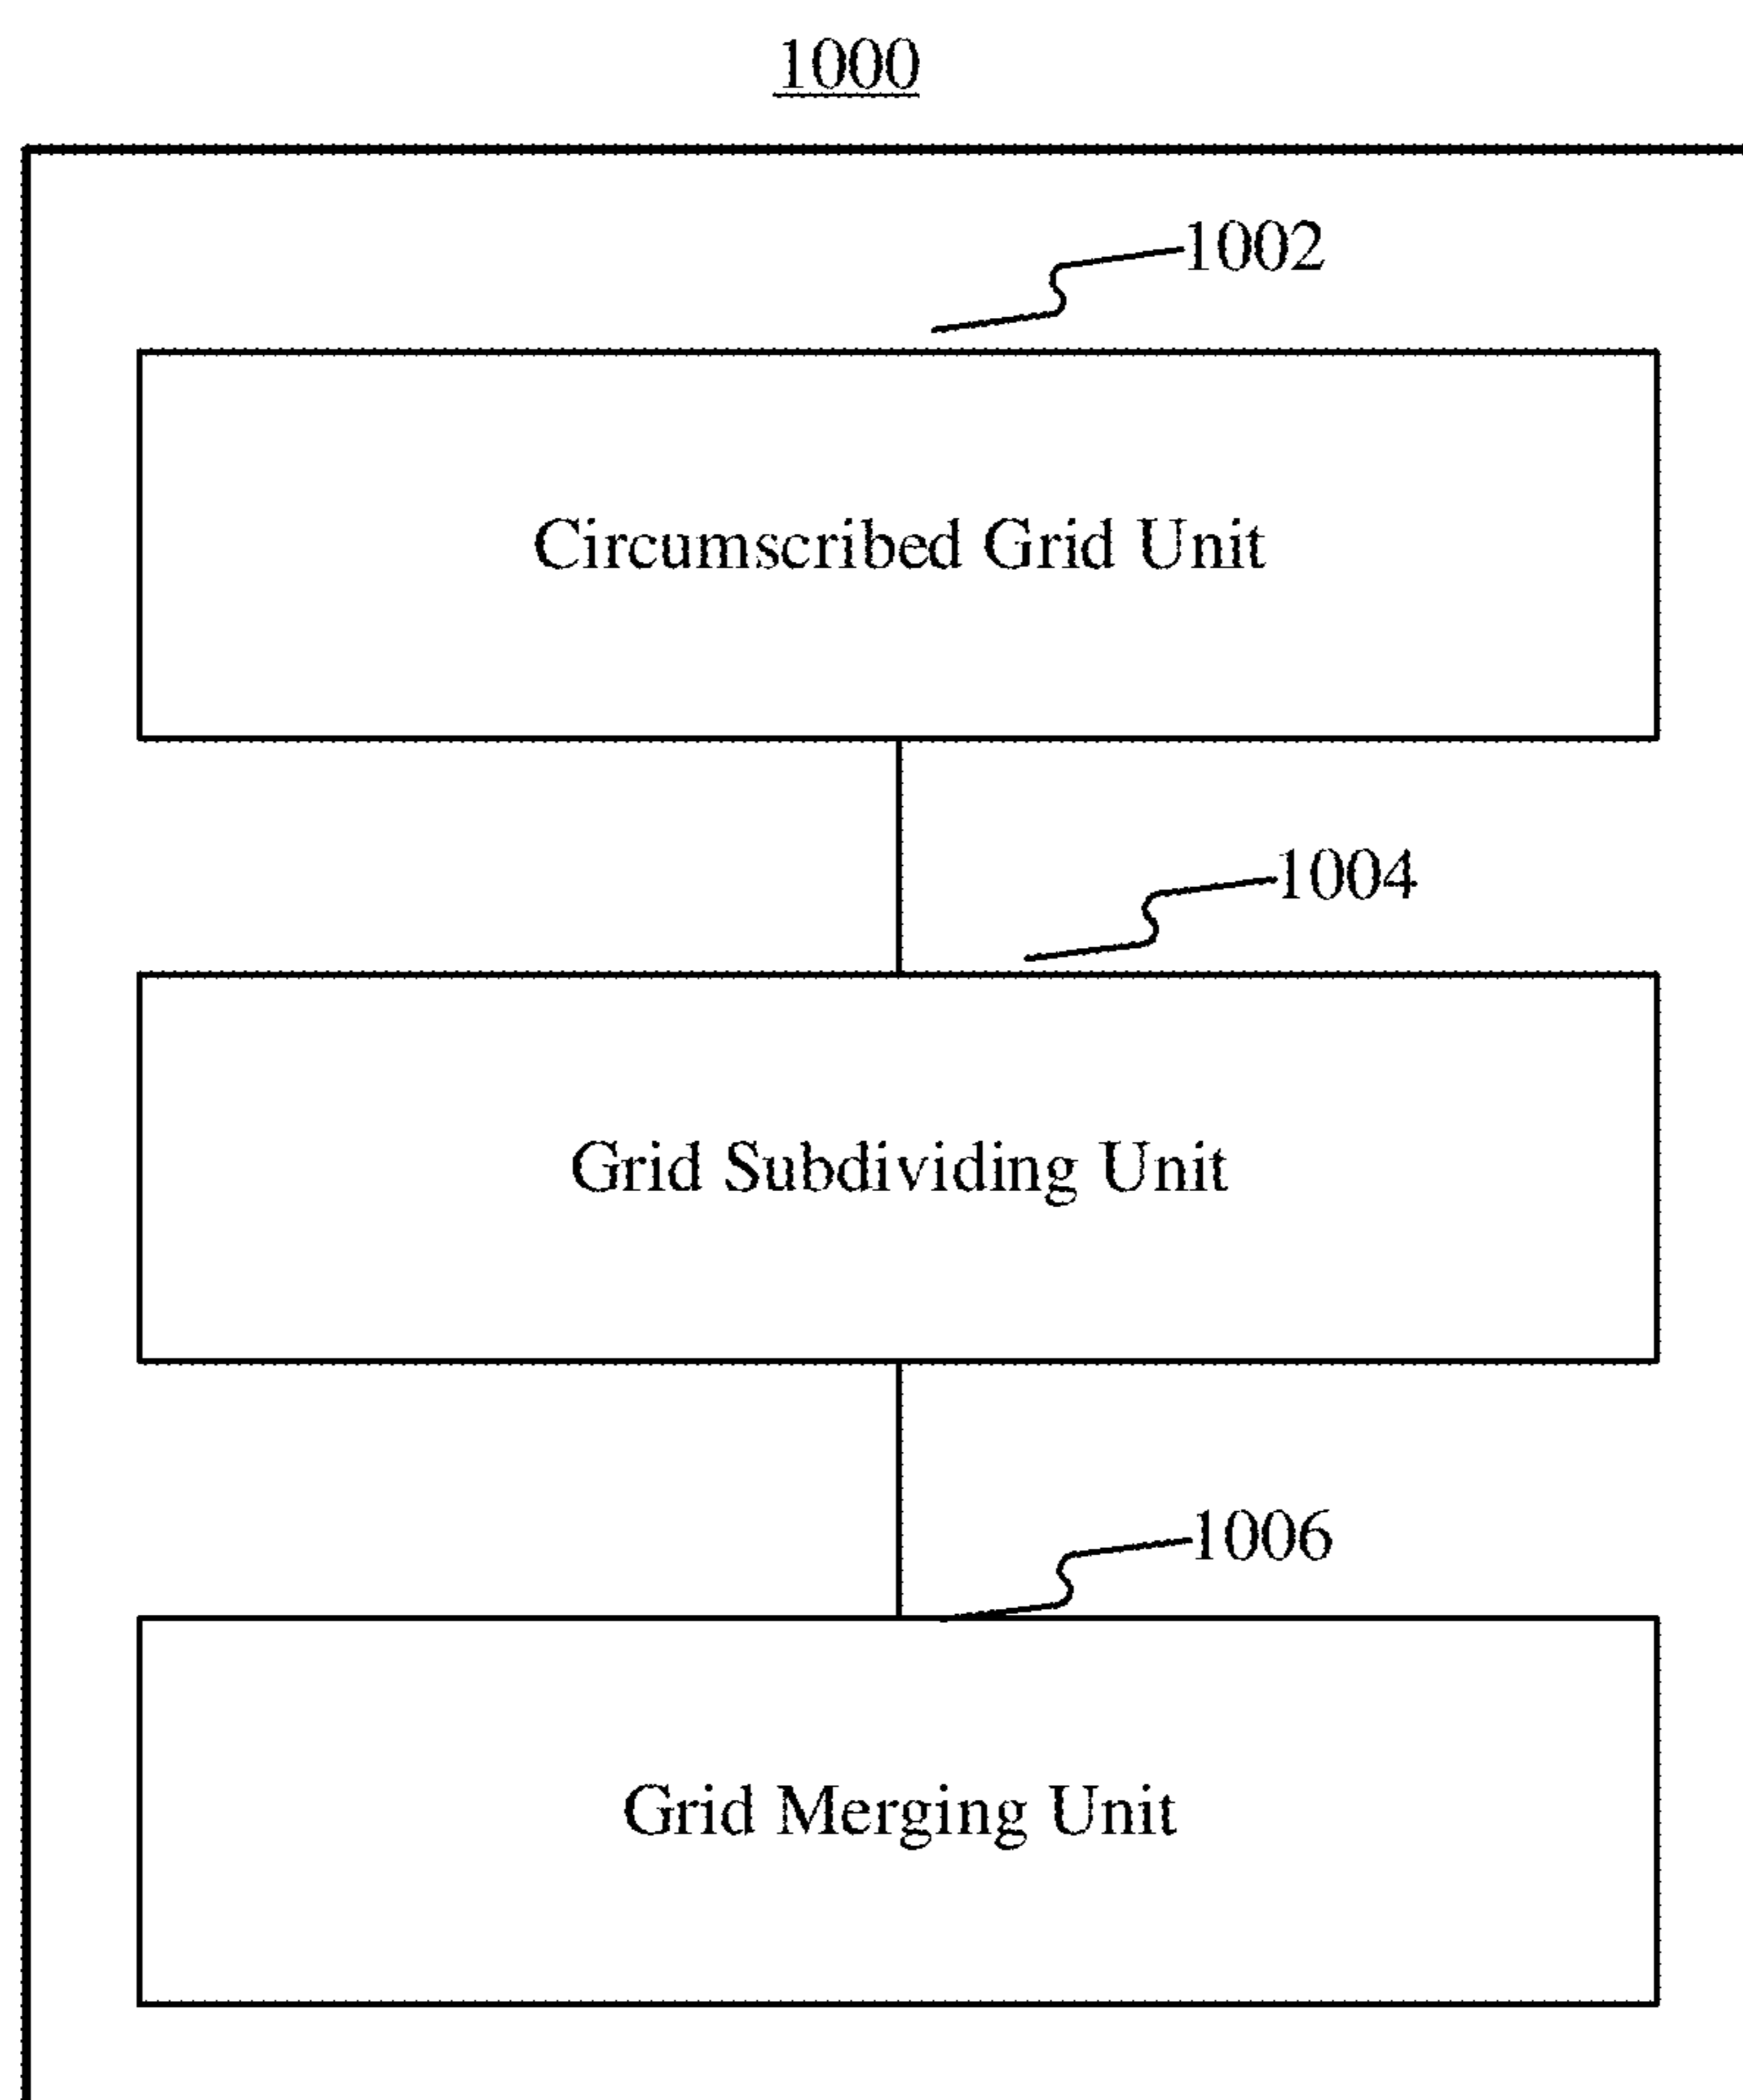 1000
1002
Circumscribed Grid Unit
1004
Grid Subdividing Unit
1006
Grid Merging Unit